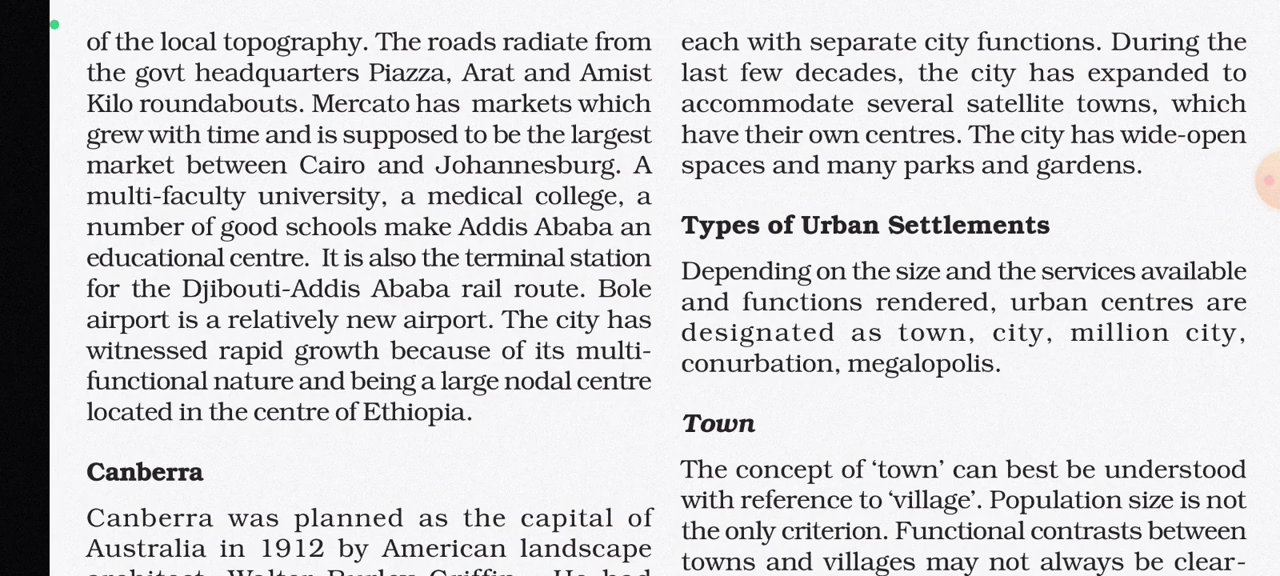 of the local topography. The roads radiate from
the govt headquarters Piazza, Arat and Amist
Kilo roundabouts. Mercato has markets which
grew with time and is supposed to be the largest
market between Cairo and Johannesburg. A
multi-faculty university, a medical college, a
number of good schools make Addis Ababa an
educational centre. It is also the terminal station
for the Djibouti-Addis Ababa rail route. Bole
airport is a relatively new airport. The city has
witnessed rapid growth because of its multi-
functional nature and being a large nodal centre
located in the centre of Ethiopia.
Canberra
Canberra was planned as the capital of
Australia in 1912 by American landscape
architect, Walter Burley Griffin. He had
each with separate city functions. During the
last few decades, the city has expanded to
accommodate several satellite towns, which
have their own centres. The city has wide-open
spaces and many parks and gardens.
Types of Urban Settlements
Depending on the size and the services available
and functions rendered, urban centres are
designated as town, city, million city,
conurbation, megalopolis.
Town
The concept of ‘town’ can best be understood
with reference to ‘village’. Population size is not
the only criterion. Functional contrasts between
towns and villages may not always be clear-